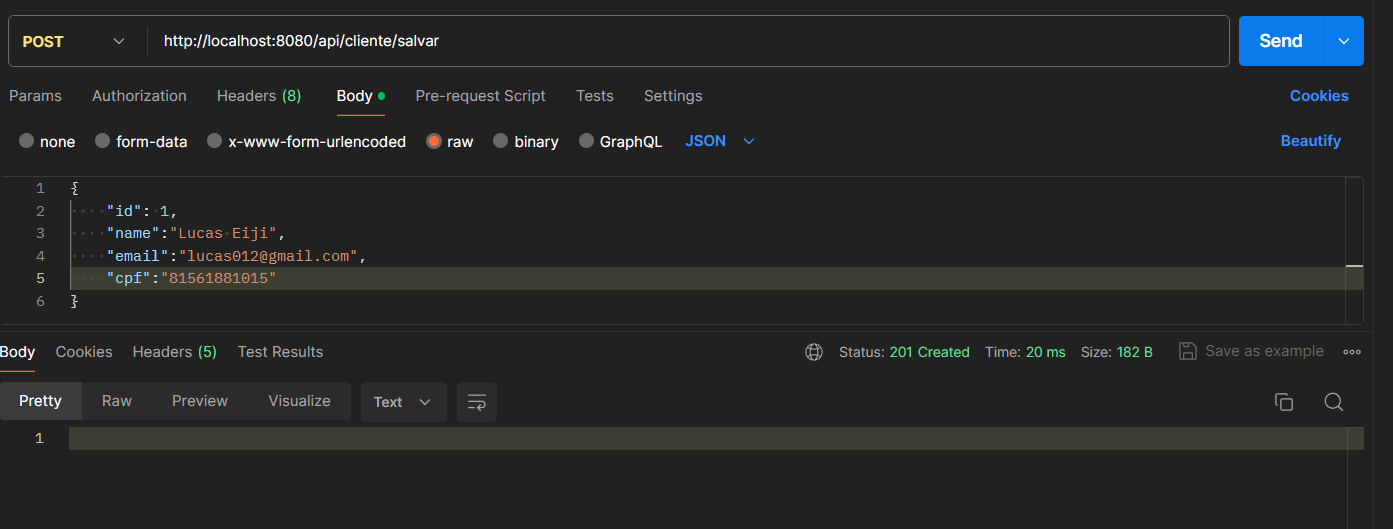 POST http://localhost:8080/api/cliente/salvar Send
Params Authorization Headers (8) Body Pre-request Script Tests Settings Cookies
none form-data x-www-form-urlencoded raw binary GraphQL JSON Beautify
1 {
2 "id": 1,
3 "name":"Lucas Eiji",
4 "email":"lucas012@gmail.com",
5 "cpf":"81561881015"
6 }
Body Cookies Headers (5) Test Results Status: 201 Created Time: 20 ms Size: 182 B Save as example
Pretty Raw Preview Visualize Text
1